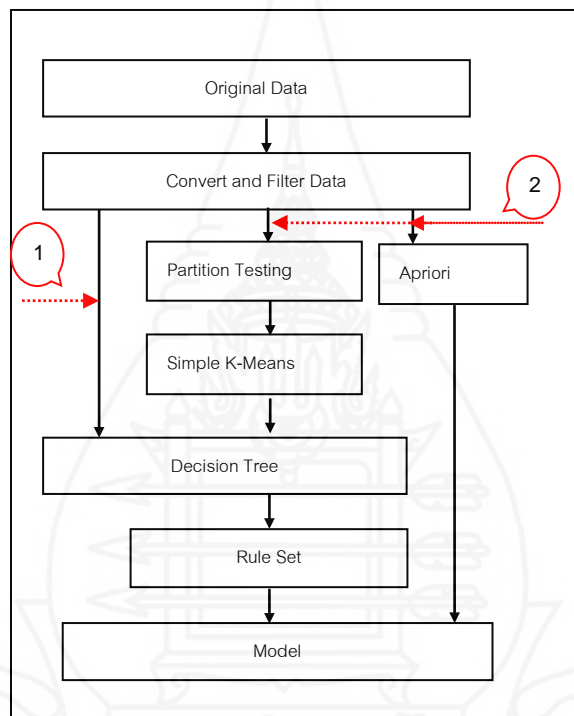 Original Data
Convert and Filter Data
2
1
Partition Testing
Apriori
Simple K-Means
Decision Tree
Rule Set
Model